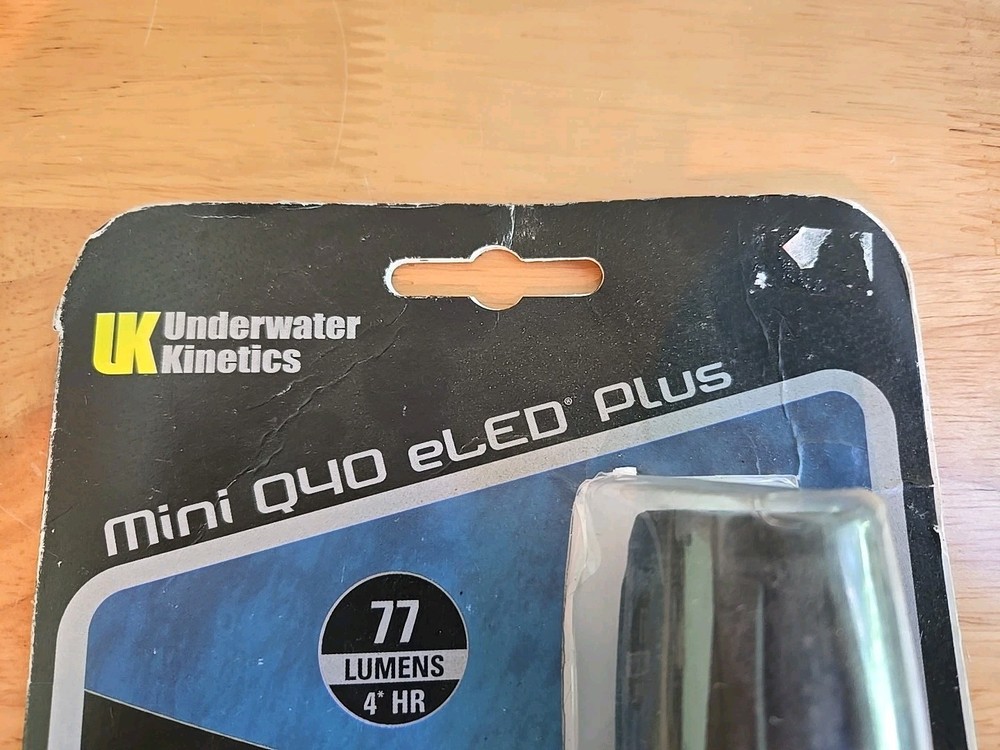 UK Underwater
Kinetics
Mini Q40 eLED® Plus
77
LUMENS
4* HR